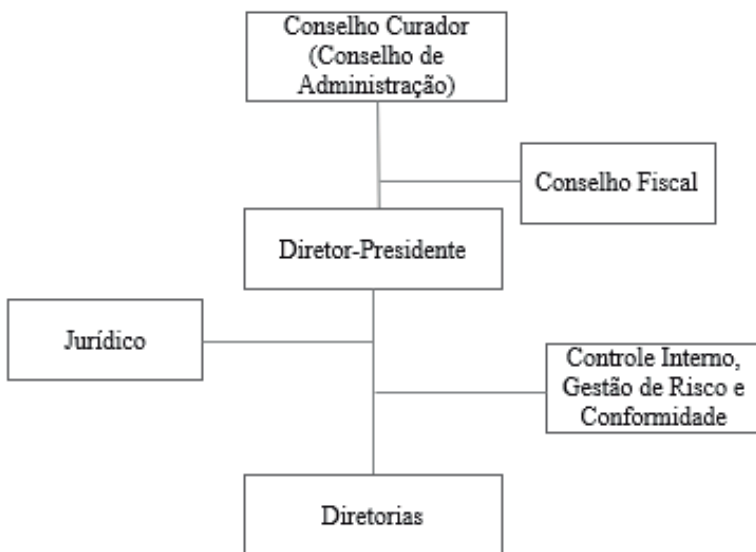 Conselho Curador
(Conselho de
Administração)
Conselho Fiscal
Diretor-Presidente
Jurídico
Controle Interno,
Gestão de Risco e
Conformidade
Diretorias